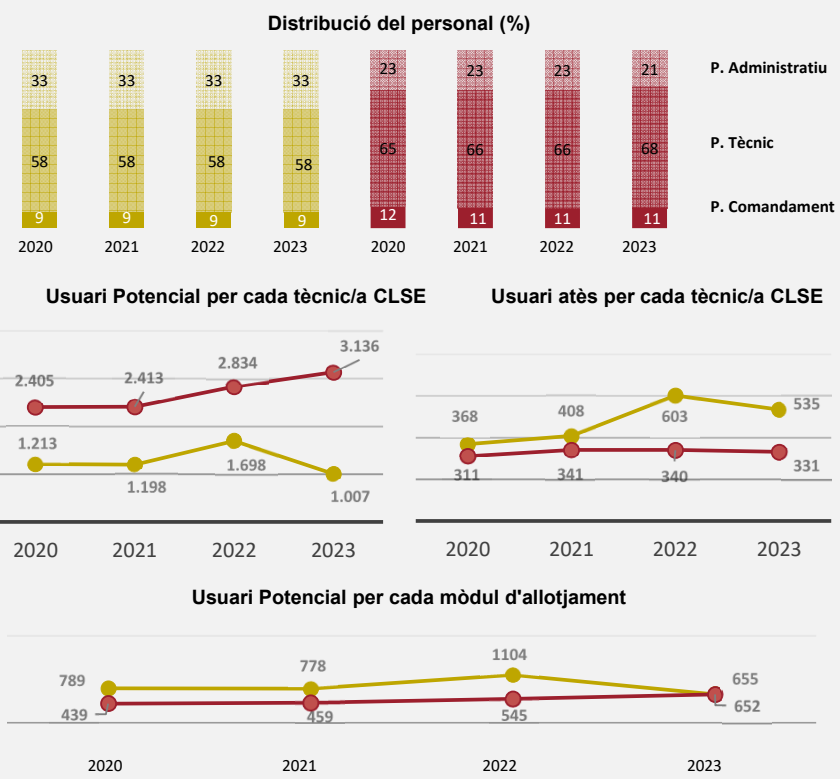 Distribució del personal (%)
33 33 33 33 23 23 23 21 P. Administratiu
58 58 58 58 65 66 66 68 P. Tècnic
9 9 9 9 12 11 11 11 P. Comandament
2020 2021 2022 2023 2020 2021 2022 2023
Usuari Potencial per cada tècnic/a CLSE
2.405 2.413 2.834 3.136
1.213 1.198 1.698 1.007
2020 2021 2022 2023
Usuari atès per cada tècnic/a CLSE
368 408 603 535
311 341 340 331
2020 2021 2022 2023
Usuari Potencial per cada mòdul d'allotjament
789 778 1104 655
439 459 545 652
2020 2021 2022 2023